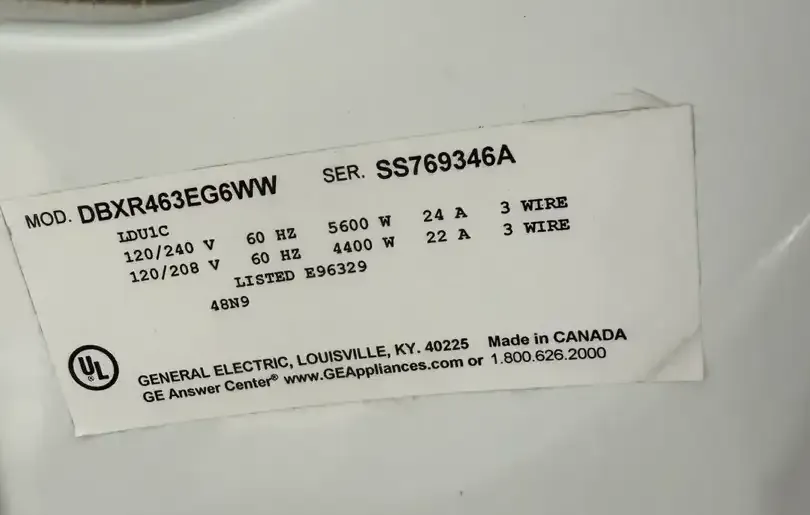 MOD. DBXR463EG6WW SER. SS769346A
LDU1C
120/240 V 60 HZ 5600 W 24 A 3 WIRE
120/208 V 60 HZ 4400 W 22 A 3 WIRE
LISTED E96329
48N9
UL ®
GENERAL ELECTRIC, LOUISVILLE, KY. 40225 Made in CANADA
GE Answer Center® www.GEAppliances.com or 1.800.626.2000